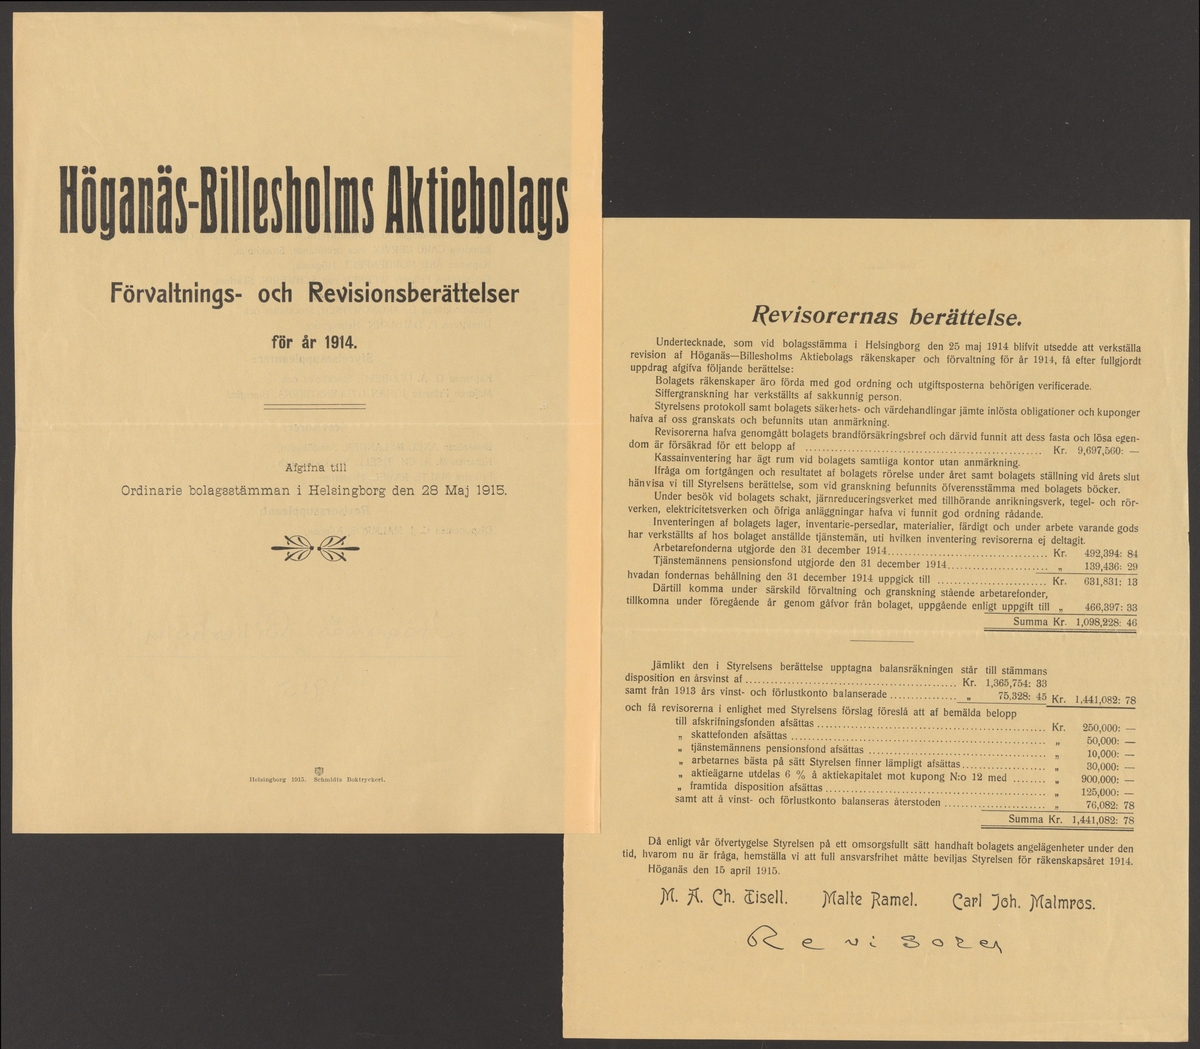 Höganäs-Billesholms Aktiebolags
Förvaltnings- och Revisionsberättelser
för år 1914.
Afgifna till
Ordinarie bolagsstämman i Helsingborg den 28 Maj 1915.
Helsingborg 1915. Schmidts Boktryckeri.
Revisorernas berättelse.
Undertecknade, som vid bolagsstämma i Helsingborg den 25 maj 1914 blifvit utsedde att verkställa
revision af Höganäs—Billesholms Aktiebolags räkenskaper och förvaltning för år 1914, få efter fullgjordt
uppdrag afgifva följande berättelse:
Bolagets räkenskaper äro förda med god ordning och utgiftsposterna behörigen verificerade.
Siffergranskning har verkställts af sakkunnig person.
Styrelsens protokoll samt bolagets säkerhets- och värdehandlingar jämte inlösta obligationer och kuponger
hafva af oss granskats och befunnits utan anmärkning.
Revisorerna hafva genomgått bolagets brandförsäkringsbref och därvid funnit att dess fasta och lösa egen-
dom är försäkrad för ett belopp af ........ Kr. 9,697,560: —
Kassainventering har ägt rum vid bolagets samtliga kontor utan anmärkning.
Ifråga om fortgången och resultatet af bolagets rörelse under året samt bolagets ställning vid årets slut
hänvisa vi till Styrelsens berättelse, som vid granskning befunnits öfverensstämma med bolagets böcker.
Under besök vid bolagets schakt, järnreduceringsverket med tillhörande anrikningsverk, tegel- och rör-
verken, elektricitetsverken och öfriga anläggningar hafva vi funnit god ordning rådande.
Inventeringen af bolagets lager, inventarie-persedlar, materialier, färdigt och under arbete varande gods
har verkställts af hos bolaget anställde tjänstemän, uti hvilken inventering revisorerna ej deltagit.
Arbetarefonderna utgjorde den 31 december 1914........ Kr. 492,394: 84
Tjänstemännens pensionsfond utgjorde den 31 december 1914........ „ 139,436: 29
hvadan fondernas behållning den 31 december 1914 uppgick till ........ Kr. 631,831: 13
Därtill komma under särskild förvaltning och granskning stående arbetarefonder,
tillkomna under föregående år genom gåfvor från bolaget, uppgående enligt uppgift till „ 466,397: 33
Summa Kr. 1,098,228: 46
Jämlikt den i Styrelsens berättelse upptagna balansräkningen står till stämmans
disposition en årsvinst af ........ Kr. 1,365,754: 33
samt från 1913 års vinst- och förlustkonto balanserade ........ „ 75,328: 45 Kr. 1,441,082: 78
och få revisorerna i enlighet med Styrelsens förslag föreslå att af bemälda belopp
till afskrifningsfonden afsättas ........ Kr. 250,000: —
„ skattefonden afsättas ........ „ 50,000: —
„ tjänstemännens pensionsfond afsättas ........ „ 10,000: —
„ arbetarnes bästa på sätt Styrelsen finner lämpligt afsättas ........ „ 30,000: —
„ aktieägarne utdelas 6 % å aktiekapitalet mot kupong N:o 12 med ........ „ 900,000: —
„ framtida disposition afsättas ........ „ 125,000: —
samt att å vinst- och förlustkonto balanseras återstoden ........ „ 76,082: 78
Summa Kr. 1,441,082: 78
Då enligt vår öfvertygelse Styrelsen på ett omsorgsfullt sätt handhaft bolagets angelägenheter under den
tid, hvarom nu är fråga, hemställa vi att full ansvarsfrihet måtte beviljas Styrelsen för räkenskapsåret 1914.
Höganäs den 15 april 1915.
M. A. Ch. Eisell. Malte Ramel. Carl Joh. Malmros.
Revisorer